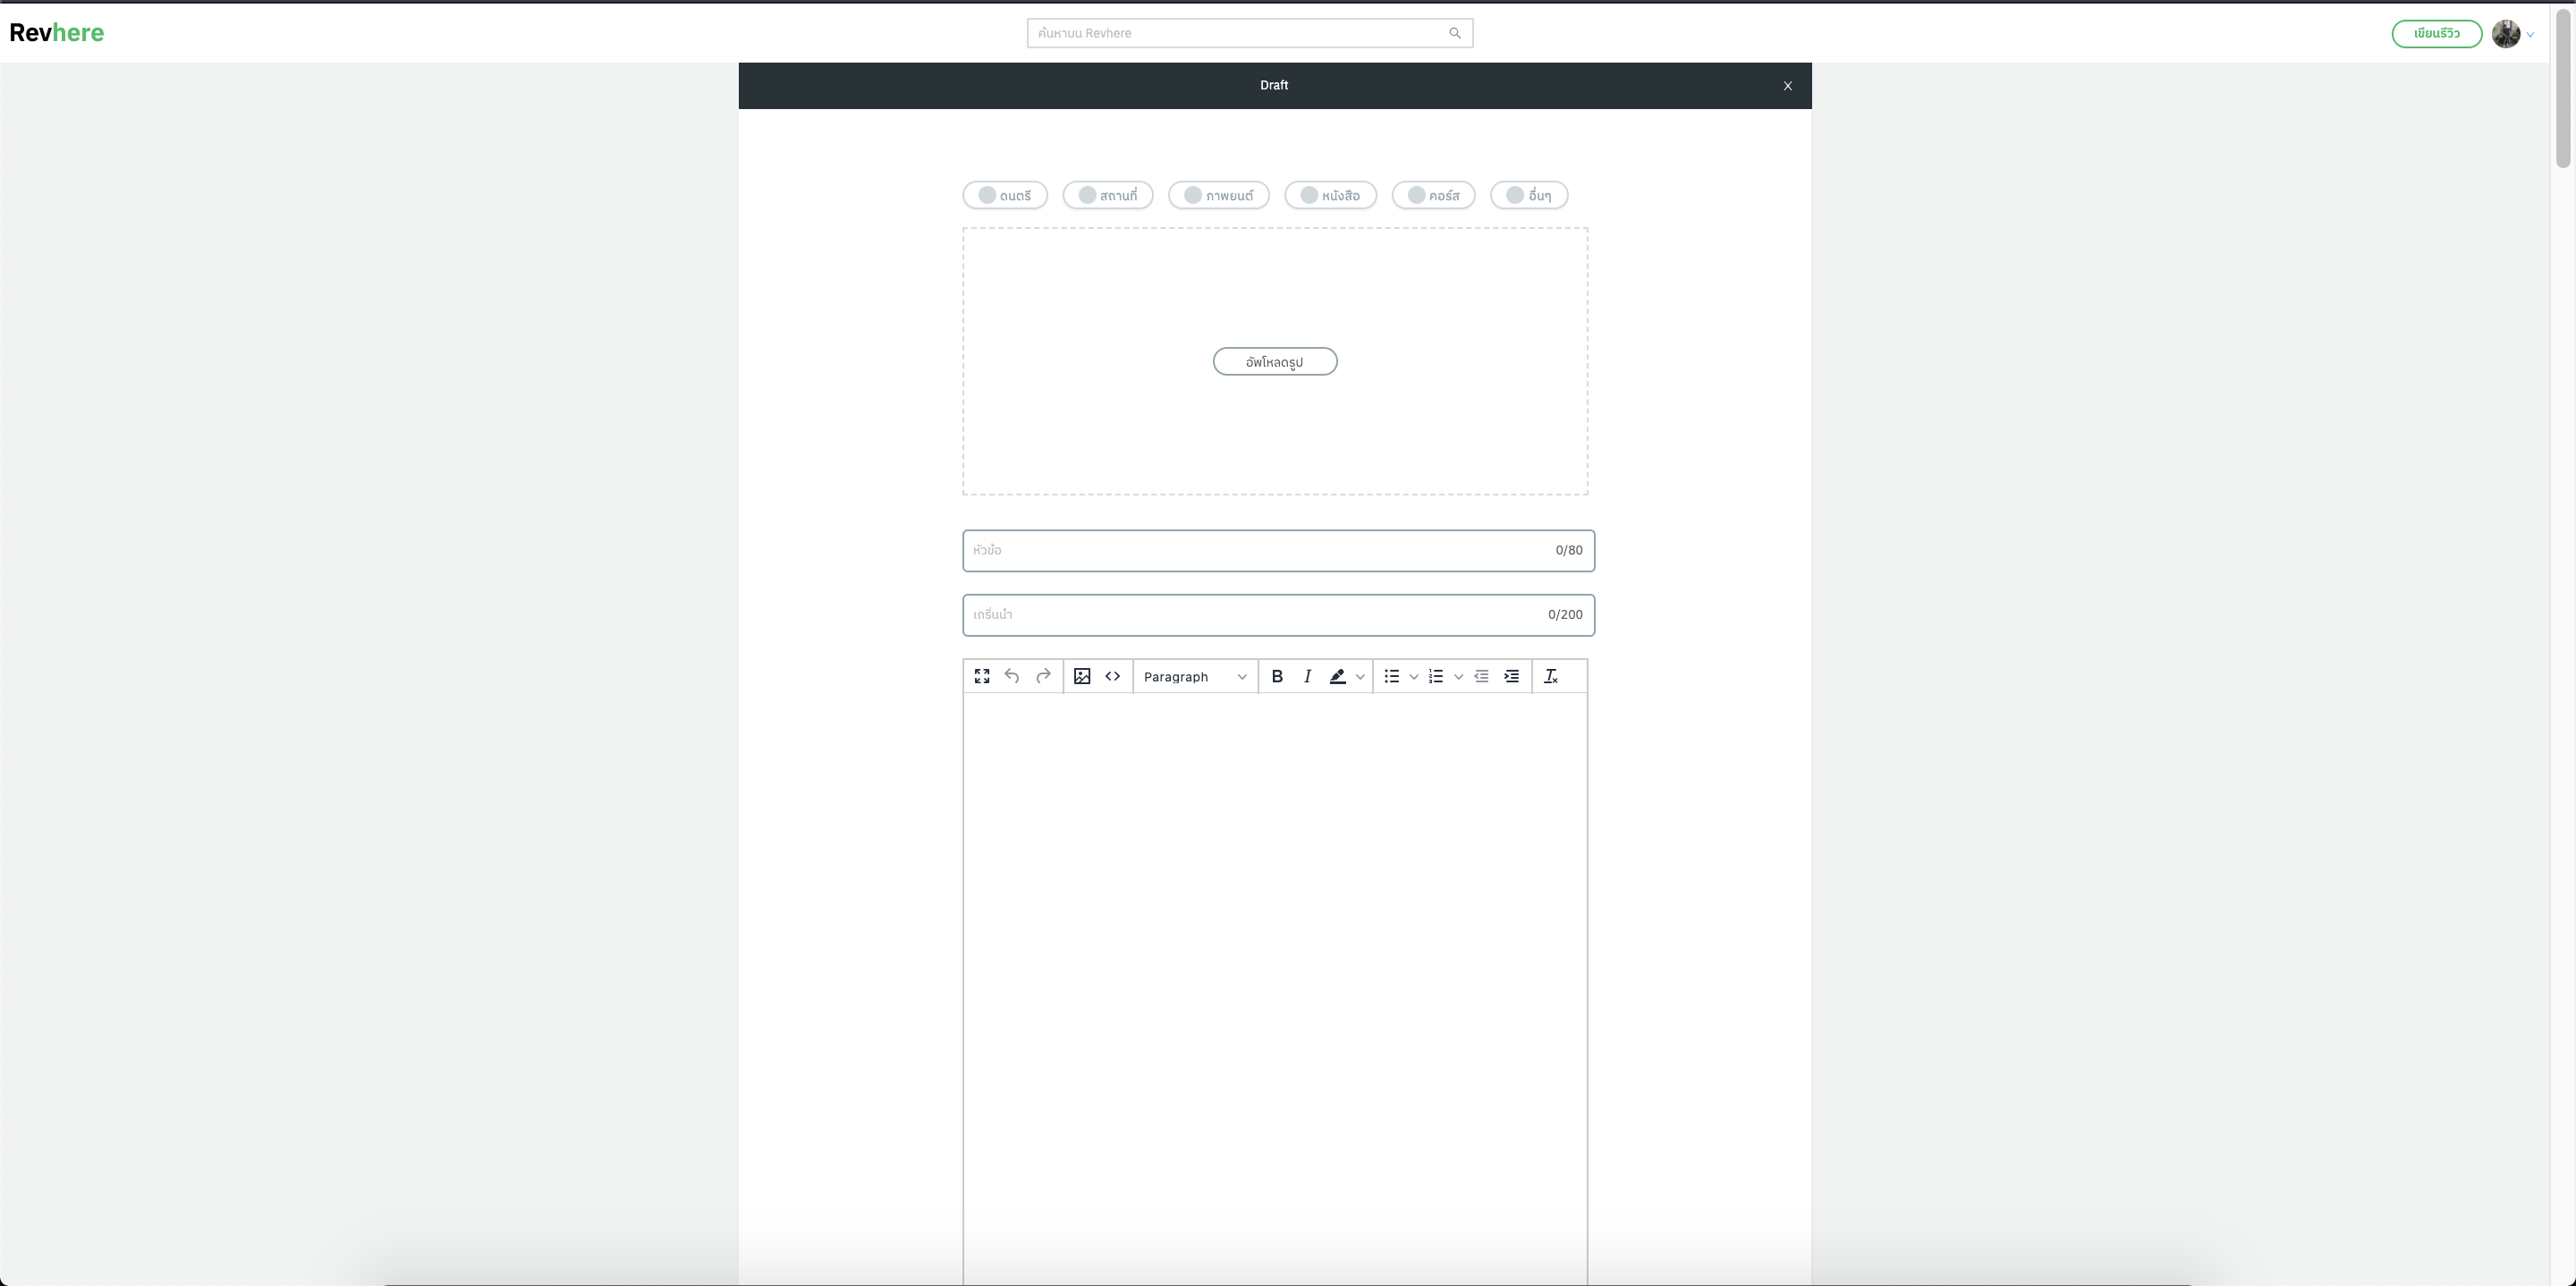 Revhere
ค้นหาบน Revhere
เขียนรีวิว
Draft
ดนตรี สถานที่ ภาพยนต์ หนังสือ คอร์ส อื่นๆ
อัพโหลดรูป
หัวข้อ 0/80
เกริ่นนำ 0/200
Paragraph B I